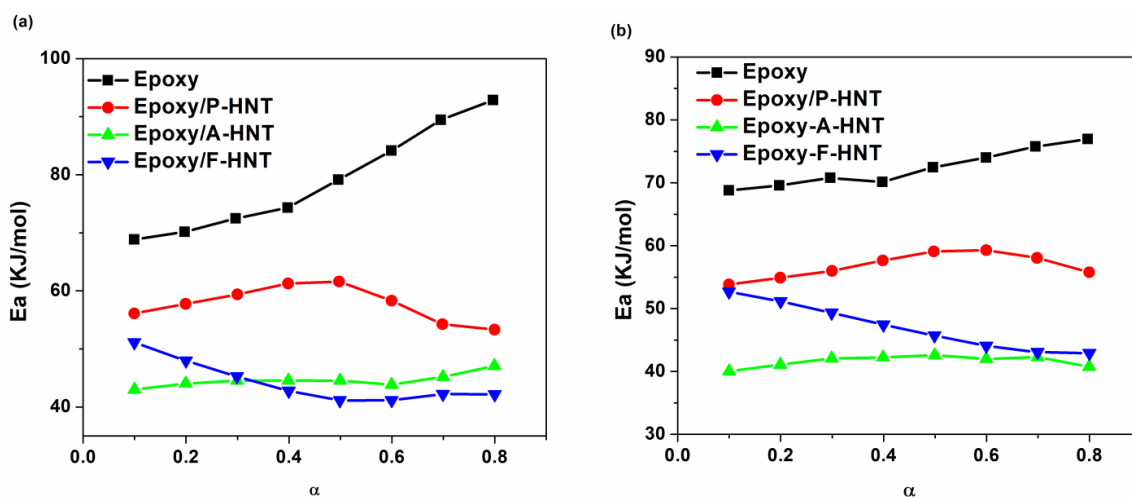 (a)
100
80
60
40
Ea (KJ/mol)
Epoxy
Epoxy/P-HNT
Epoxy/A-HNT
Epoxy/F-HNT
0.0 0.2 0.4 0.6 0.8
α
(b)
90
80
70
60
50
40
30
Ea (KJ/mol)
Epoxy
Epoxy/P-HNT
Epoxy-A-HNT
Epoxy-F-HNT
0.0 0.2 0.4 0.6 0.8
α